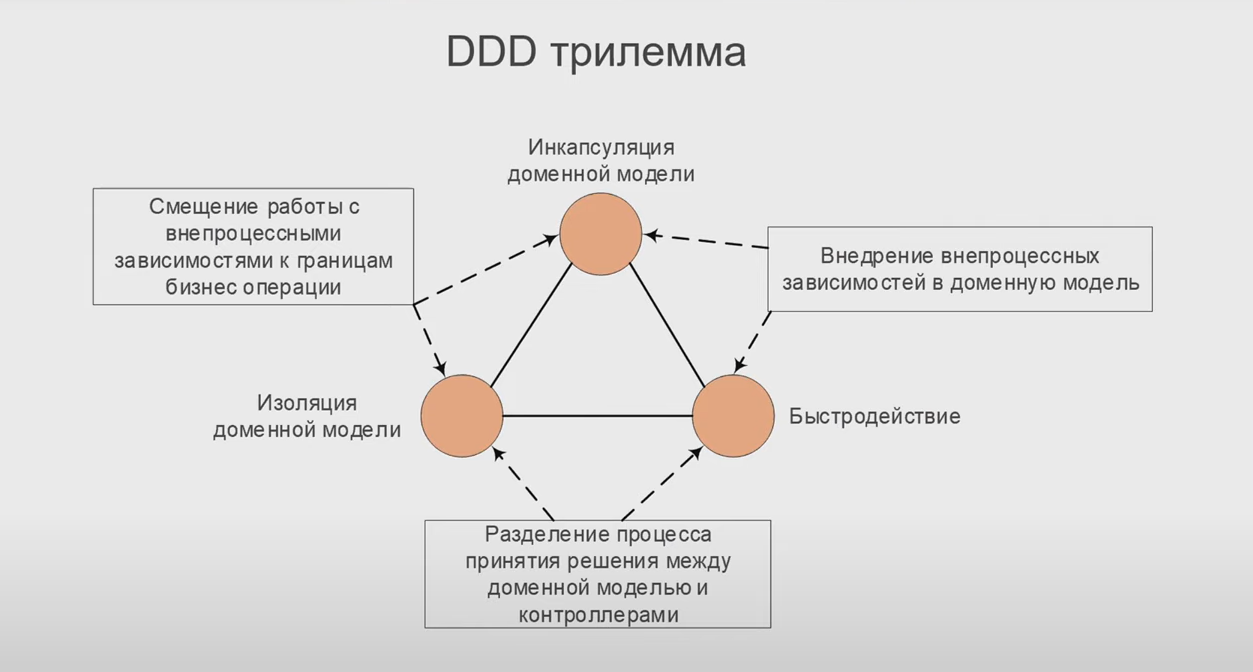 DDD трилемма
Инкапсуляция
доменной модели
Смещение работы с
внепроцессными
зависимостями к границам
бизнес операции
Внедрение внепроцессных
зависимостей в доменную модель
Изоляция
доменной модели
Быстродействие
Разделение процесса
принятия решения между
доменной моделью и
контроллерами